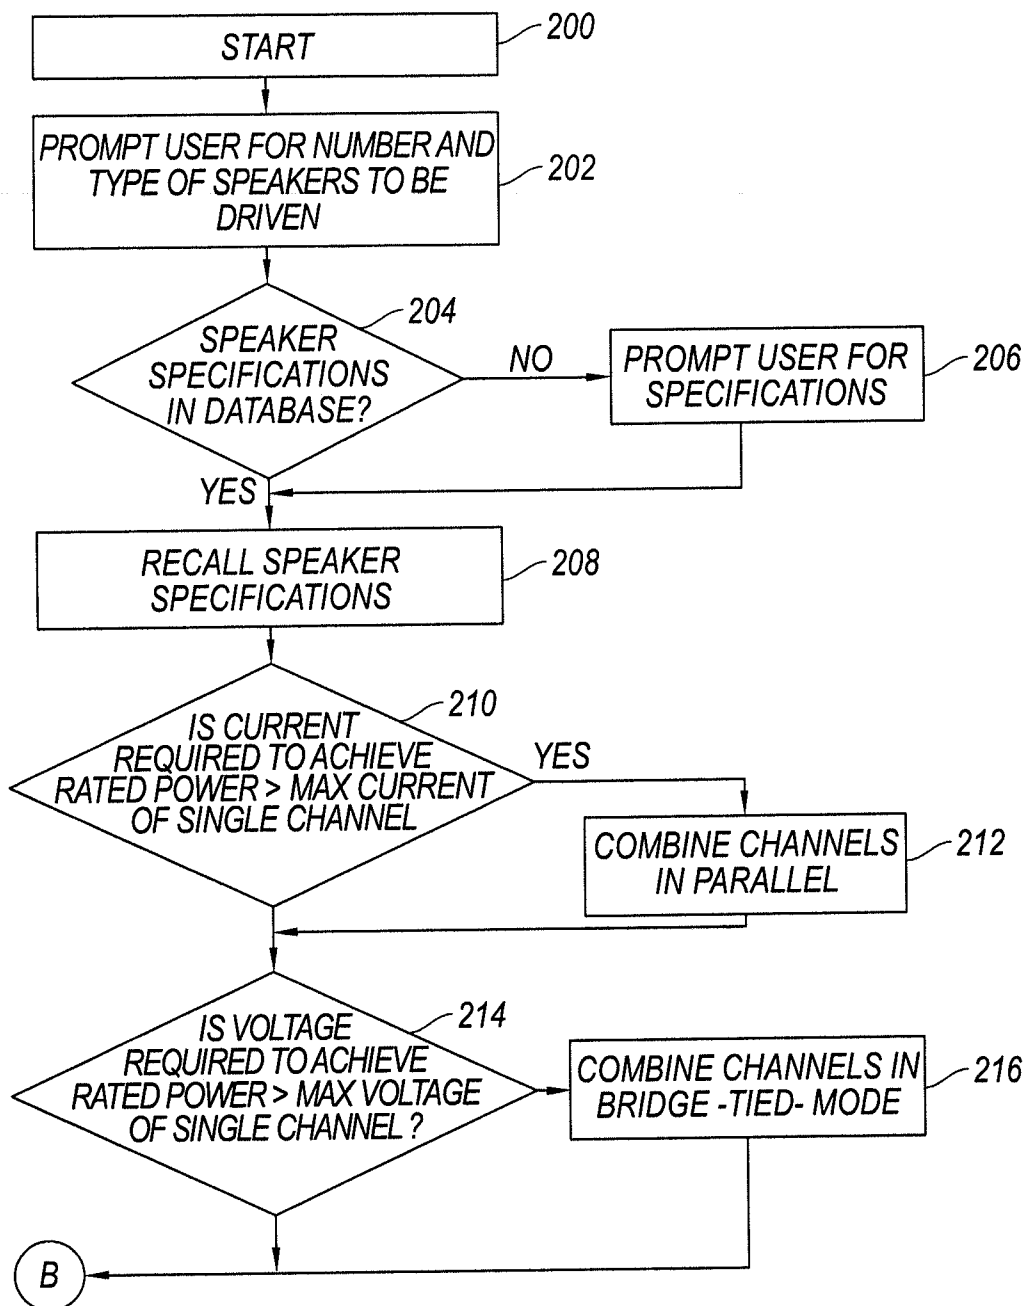 START
200
PROMPT USER FOR NUMBER AND
TYPE OF SPEAKERS TO BE
DRIVEN
202
SPEAKER
SPECIFICATIONS
IN DATABASE?
204
NO
PROMPT USER FOR
SPECIFICATIONS
206
YES
RECALL SPEAKER
SPECIFICATIONS
208
IS CURRENT
REQUIRED TO ACHIEVE
RATED POWER > MAX CURRENT
OF SINGLE CHANNEL
210
YES
COMBINE CHANNELS
IN PARALLEL
212
IS VOLTAGE
REQUIRED TO ACHIEVE
RATED POWER > MAX VOLTAGE
OF SINGLE CHANNEL ?
214
COMBINE CHANNELS IN
BRIDGE -TIED- MODE
216
B